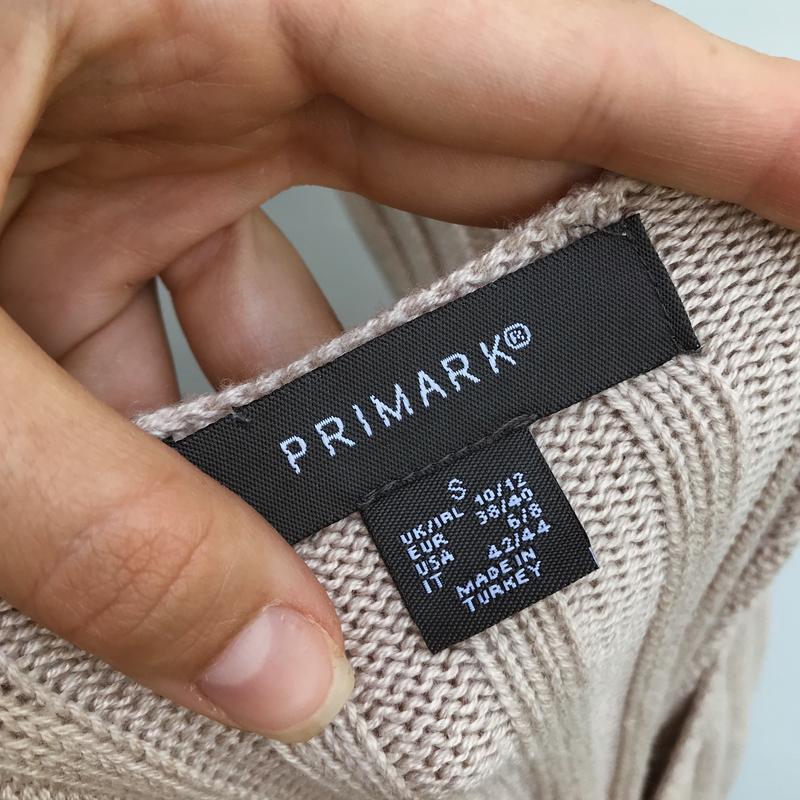 PRIMARK®
S
UK/IRL 10/12
EUR 38/40
USA 6/8
IT 42/44
MADE IN
TURKEY